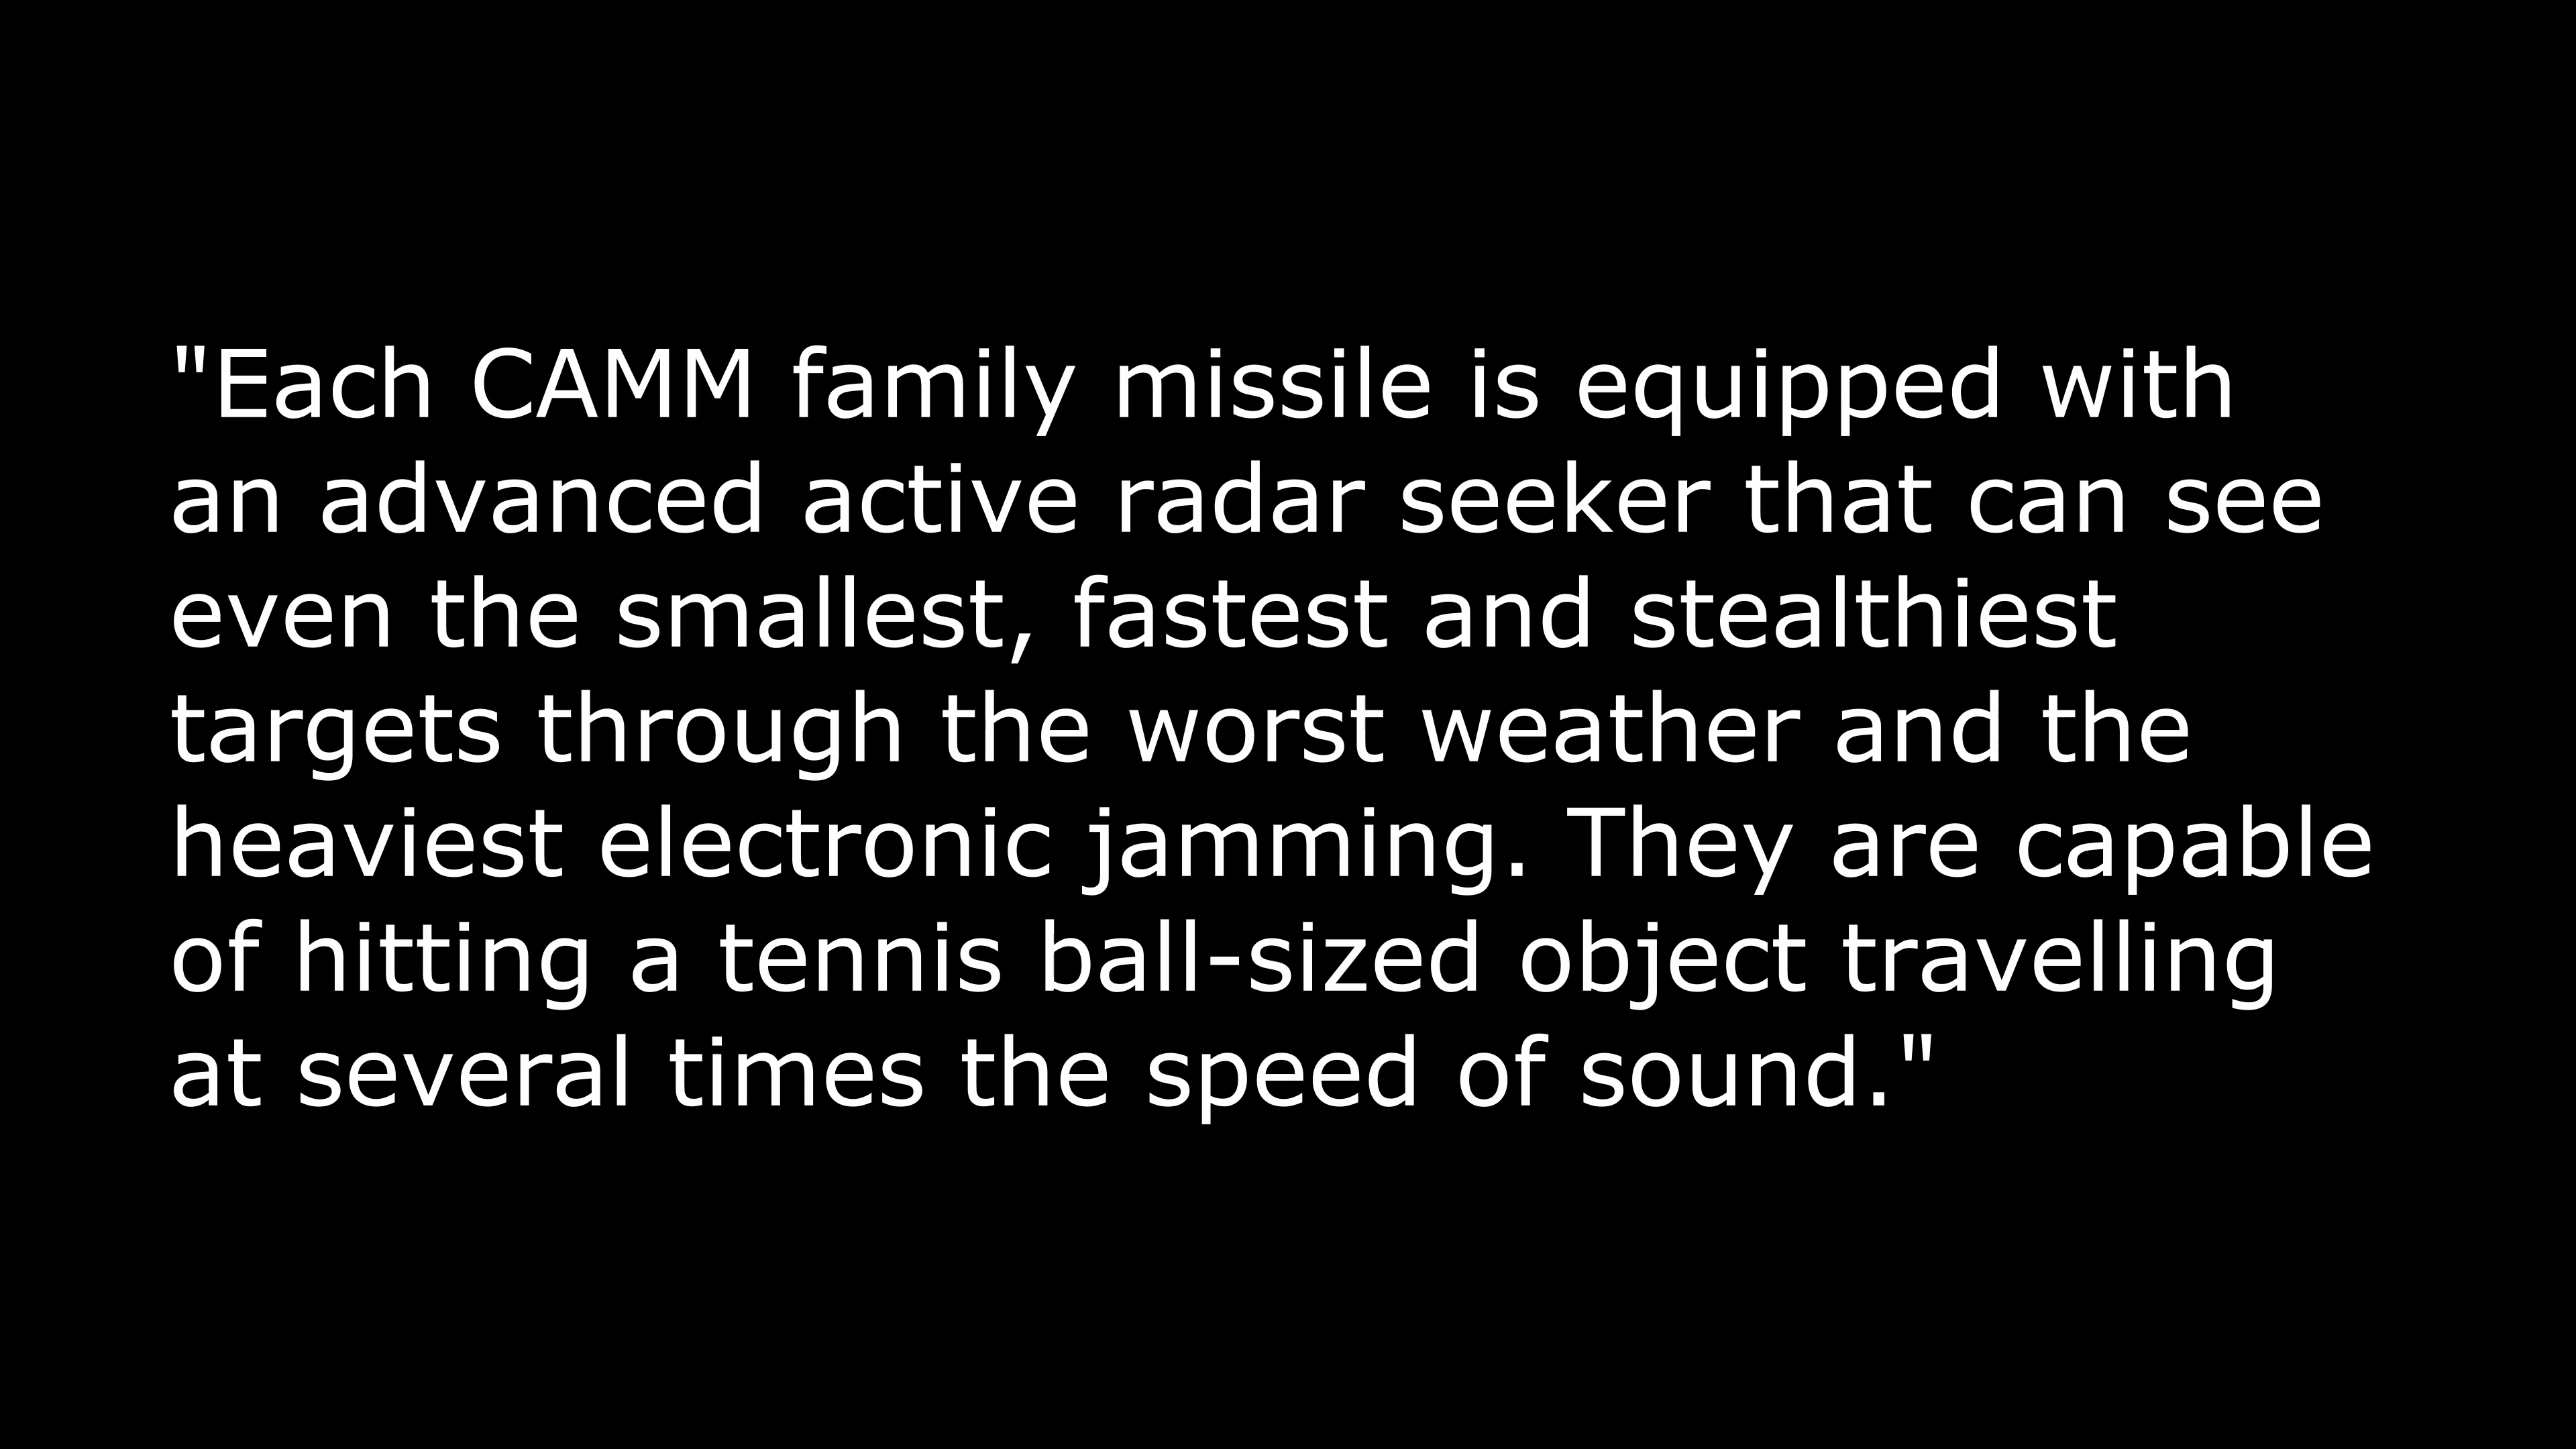 "Each CAMM family missile is equipped with
an advanced active radar seeker that can see
even the smallest, fastest and stealthiest
targets through the worst weather and the
heaviest electronic jamming. They are capable
of hitting a tennis ball-sized object travelling
at several times the speed of sound."